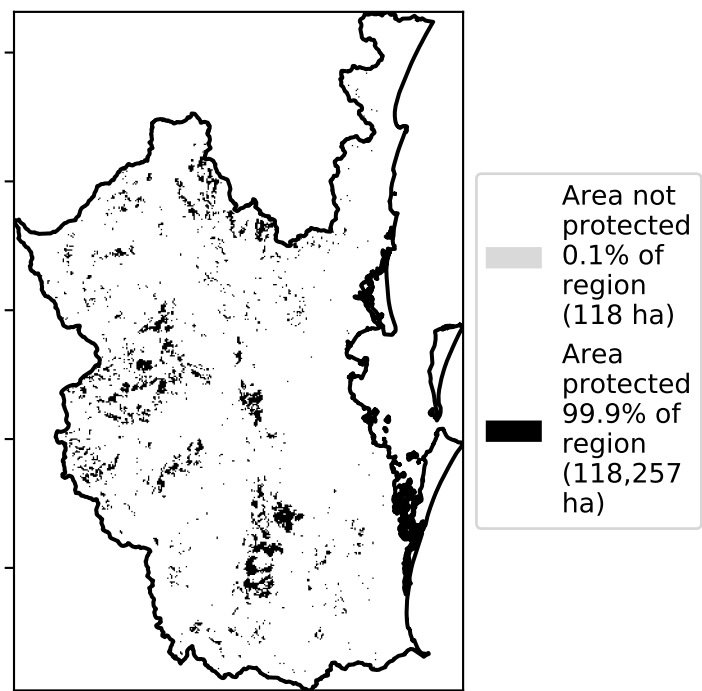 Area not
protected
0.1% of
region
(118 ha)
Area
protected
99.9% of
region
(118,257
ha)